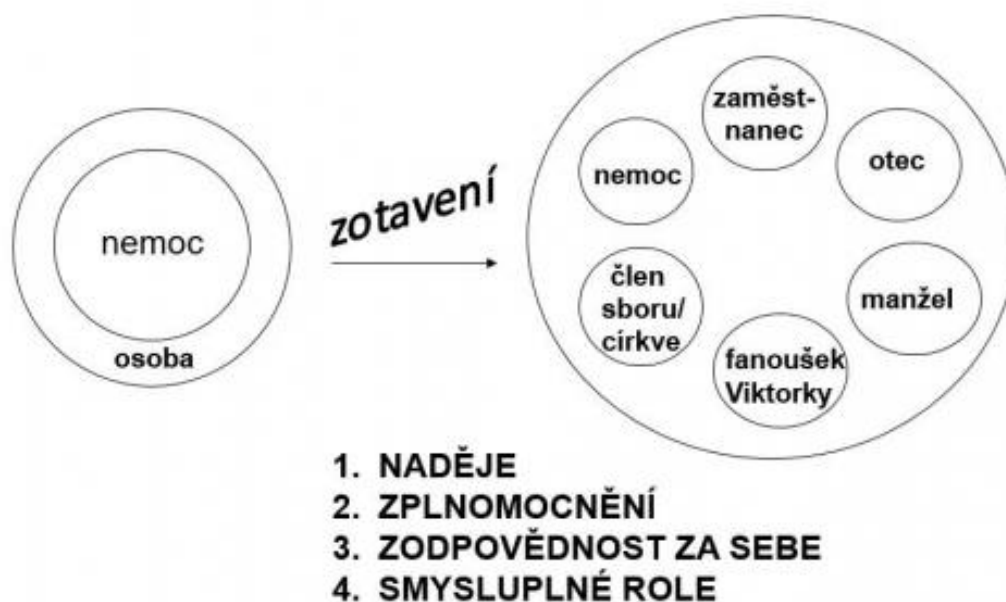 nemoc
osoba
zotavení
zaměst-
nanec
nemoc
otec
člen
sboru/
církve
manžel
fanoušek
Viktorky
1. NADĚJE
2. ZPLNOMOCNĚNÍ
3. ZODPOVĚDNOST ZA SEBE
4. SMYSLUPLNÉ ROLE